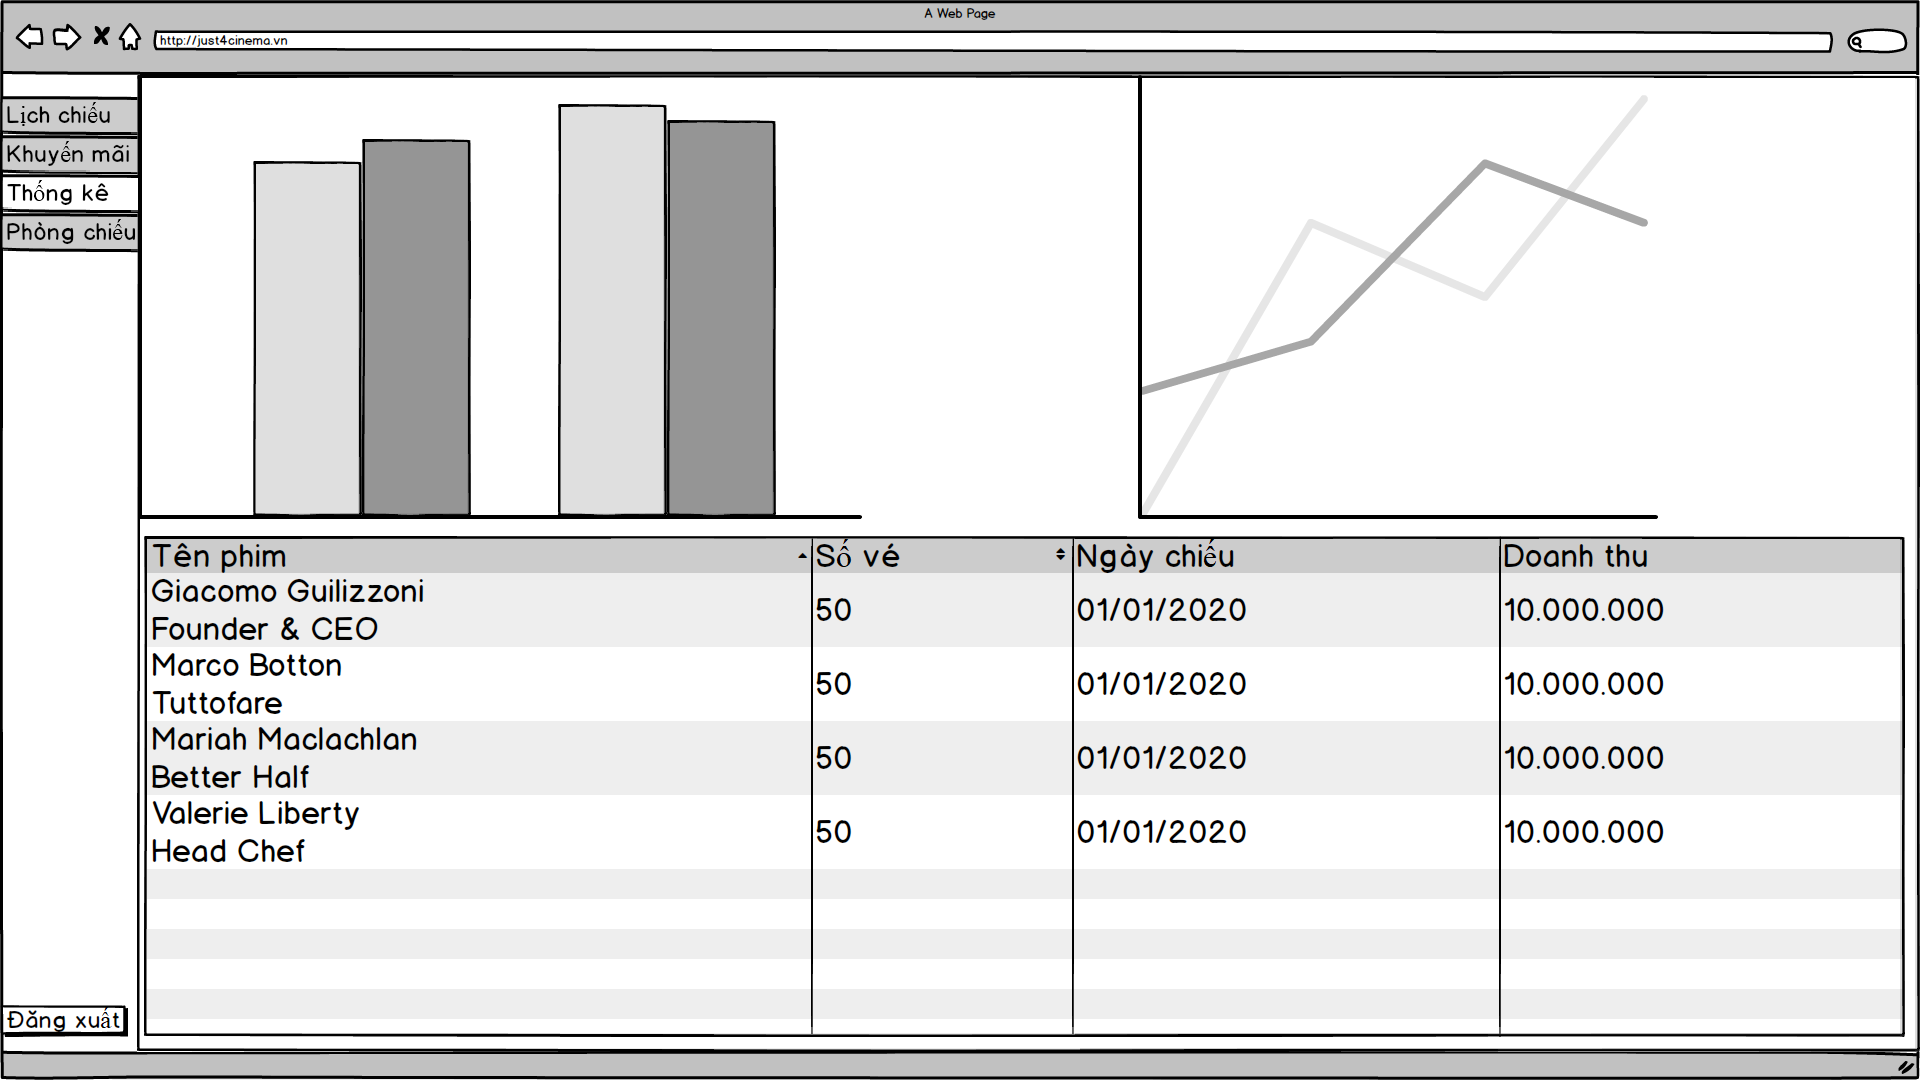 A Web Page
http://just4cinema.vn
Lịch chiếu
Khuyến mãi
Thống kê
Phòng chiếu
Đăng xuất
Tên phim Số vé Ngày chiếu Doanh thu
Giacomo Guilizzoni
Founder & CEO
50 01/01/2020 10.000.000
Marco Botton
Tuttofare
50 01/01/2020 10.000.000
Mariah Maclachlan
Better Half
50 01/01/2020 10.000.000
Valerie Liberty
Head Chef
50 01/01/2020 10.000.000